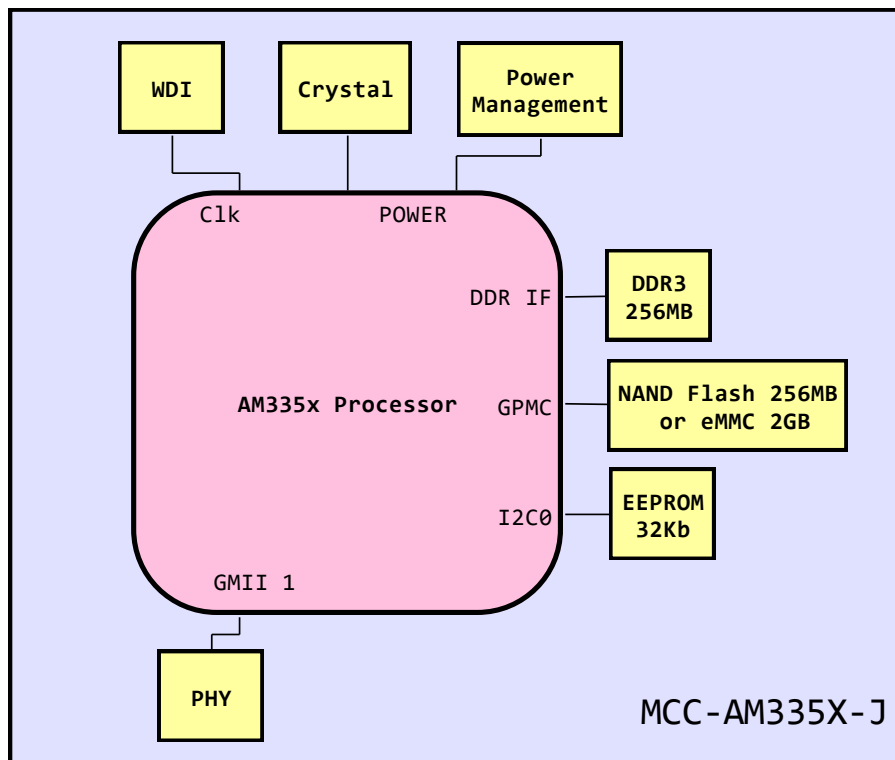 WDI
Crystal
Power
Management
Clk
POWER
DDR IF
DDR3
256MB
AM335x Processor
GPMC
NAND Flash 256MB
or eMMC 2GB
I2C0
EEPROM
32Kb
GMII 1
PHY
MCC-AM335X-J